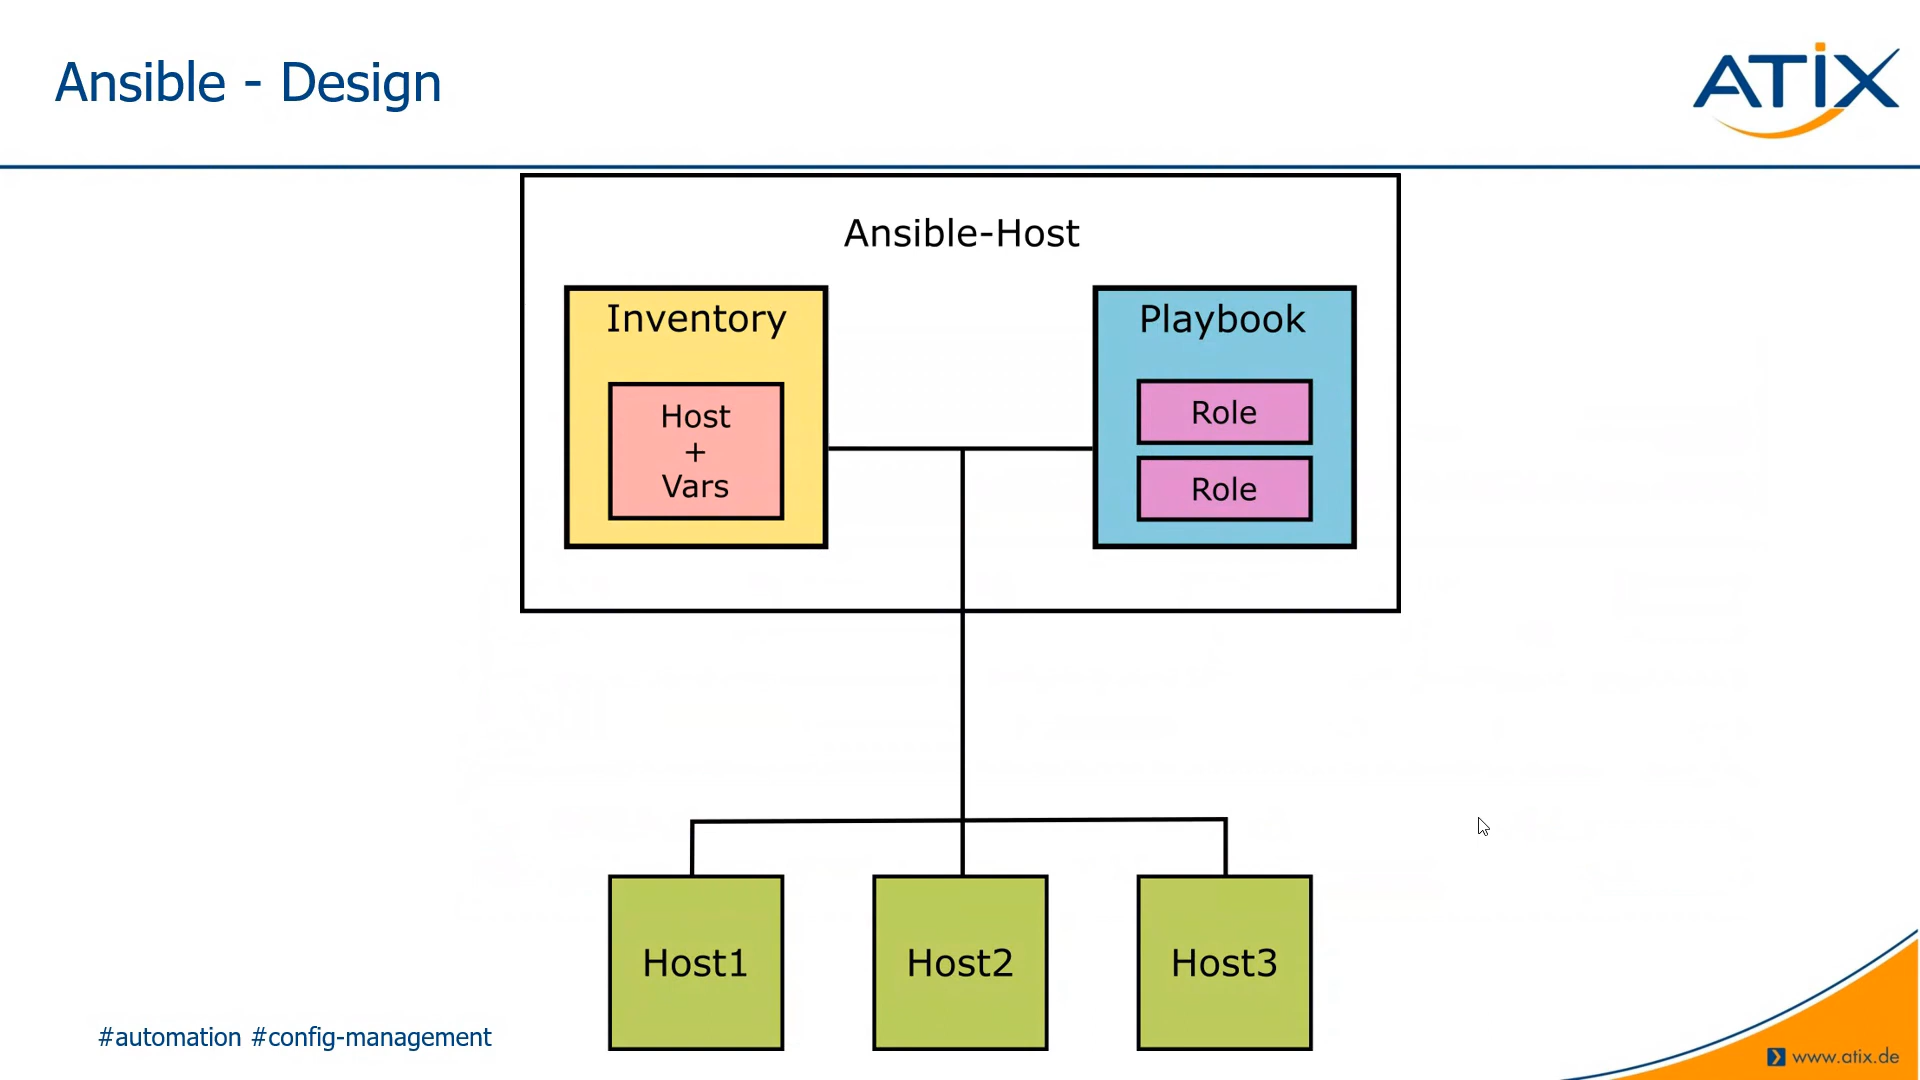 Ansible - Design
ATIX
Ansible-Host
Inventory
Host
+
Vars
Playbook
Role
Role
Host1
Host2
Host3
#automation #config-management
www.atix.de